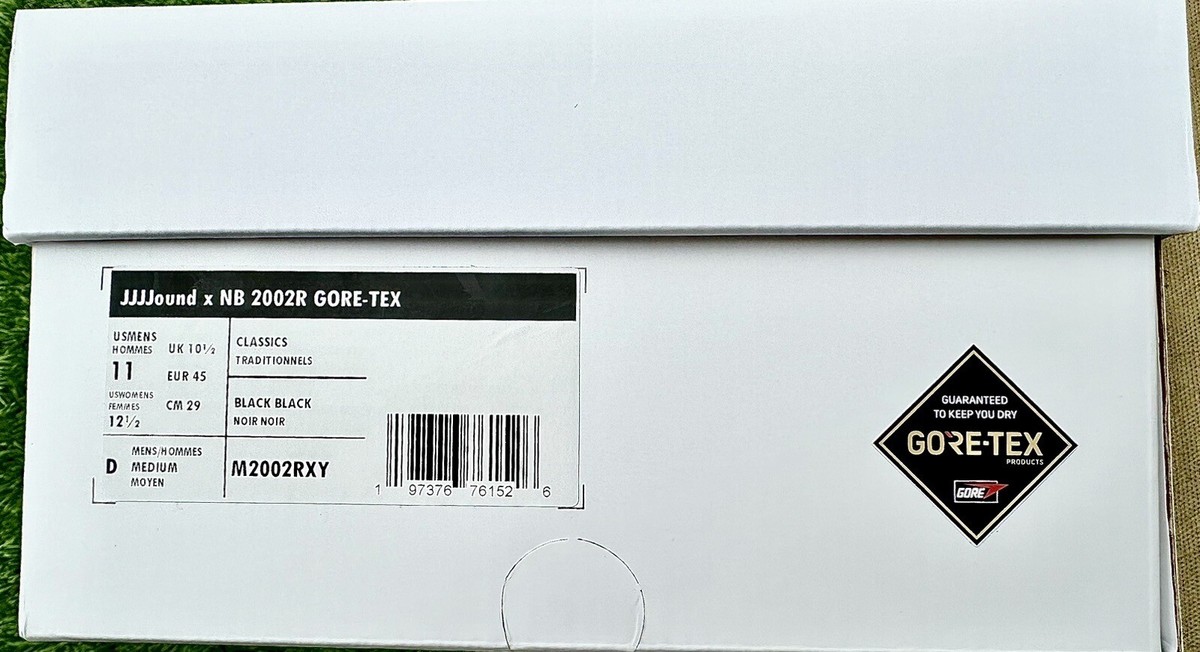 JJJJound x NB 2002R GORE-TEX
USMENS
HOMMES
11
UK 10½
EUR 45
CM 29
USWOMENS
FEMMES
12½
CLASSICS
TRADITIONNELS
BLACK BLACK
NOIR NOIR
D
MENS/HOMMES
MEDIUM
MOYEN
M2002RXY
1 97376 76152 6
GUARANTEED
TO KEEP YOU DRY
GORE-TEX
PRODUCTS
GORE